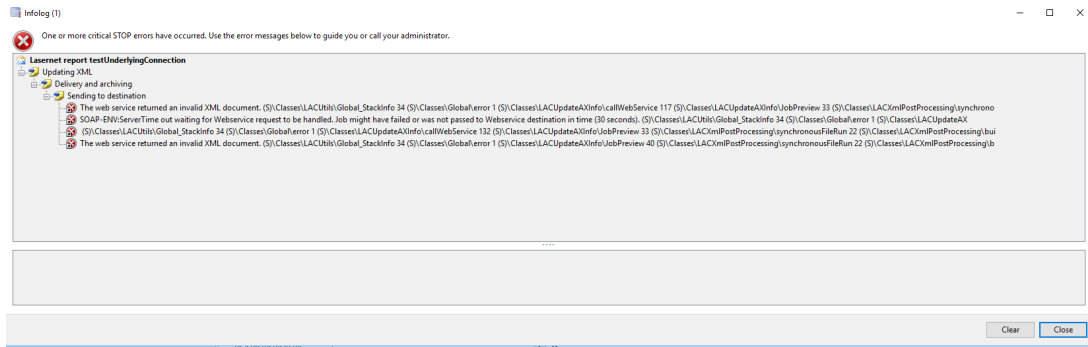 Infolog (1)
One or more critical STOP errors have occurred. Use the error messages below to guide you or call your administrator.
Lasernet report testUnderlyingConnection
Updating XML
Delivery and archiving
Sending to destination
The web service returned an invalid XML document. (S)\Classes\LACUtils\Global_StackInfo 34 (S)\Classes\Global\error 1 (S)\Classes\LACUpdateAXInfo\callWebService 117 (S)\Classes\LACUpdateAXInfo\JobPreview 33 (S)\Classes\LACXmlPostProcessing\synchrono
SOAP-ENV:ServerTime out waiting for Webservice request to be handled. Job might have failed or was not passed to Webservice destination in time (30 seconds). (S)\Classes\LACUtils\Global_StackInfo 34 (S)\Classes\Global\error 1 (S)\Classes\LACUpdateAX
(S)\Classes\LACUtils\Global_StackInfo 34 (S)\Classes\Global\error 1 (S)\Classes\LACUpdateAXInfo\callWebService 132 (S)\Classes\LACUpdateAXInfo\JobPreview 33 (S)\Classes\LACXmlPostProcessing\synchronousFileRun 22 (S)\Classes\LACXmlPostProcessing\bui
The web service returned an invalid XML document. (S)\Classes\LACUtils\Global_StackInfo 34 (S)\Classes\Global\error 1 (S)\Classes\LACUpdateAXInfo\JobPreview 40 (S)\Classes\LACXmlPostProcessing\synchronousFileRun 22 (S)\Classes\LACXmlPostProcessing\b
Clear Close